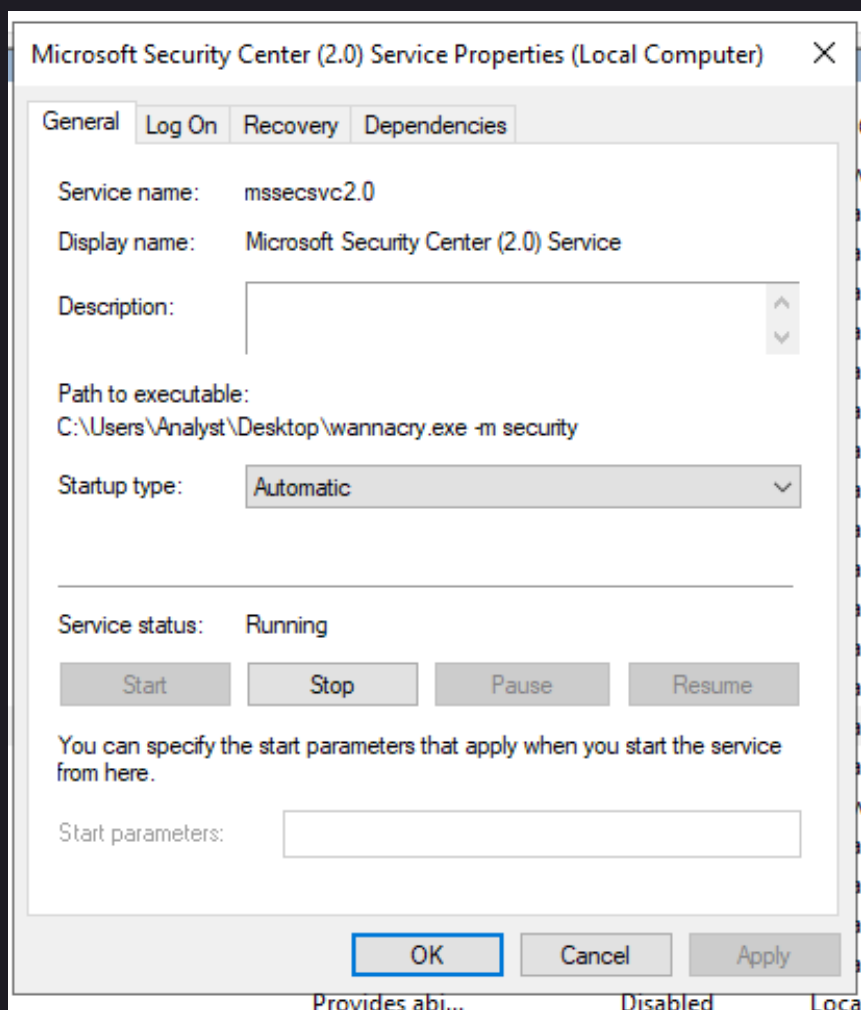 Microsoft Security Center (2.0) Service Properties (Local Computer)
General Log On Recovery Dependencies
Service name: mssecsvc2.0
Display name: Microsoft Security Center (2.0) Service
Description:
Path to executable:
C:\Users\Analyst\Desktop\wannacry.exe -m security
Startup type: Automatic
Service status: Running
Start Stop Pause Resume
You can specify the start parameters that apply when you start the service
from here.
Start parameters:
OK Cancel Apply
Provides abi... Disabled Loca